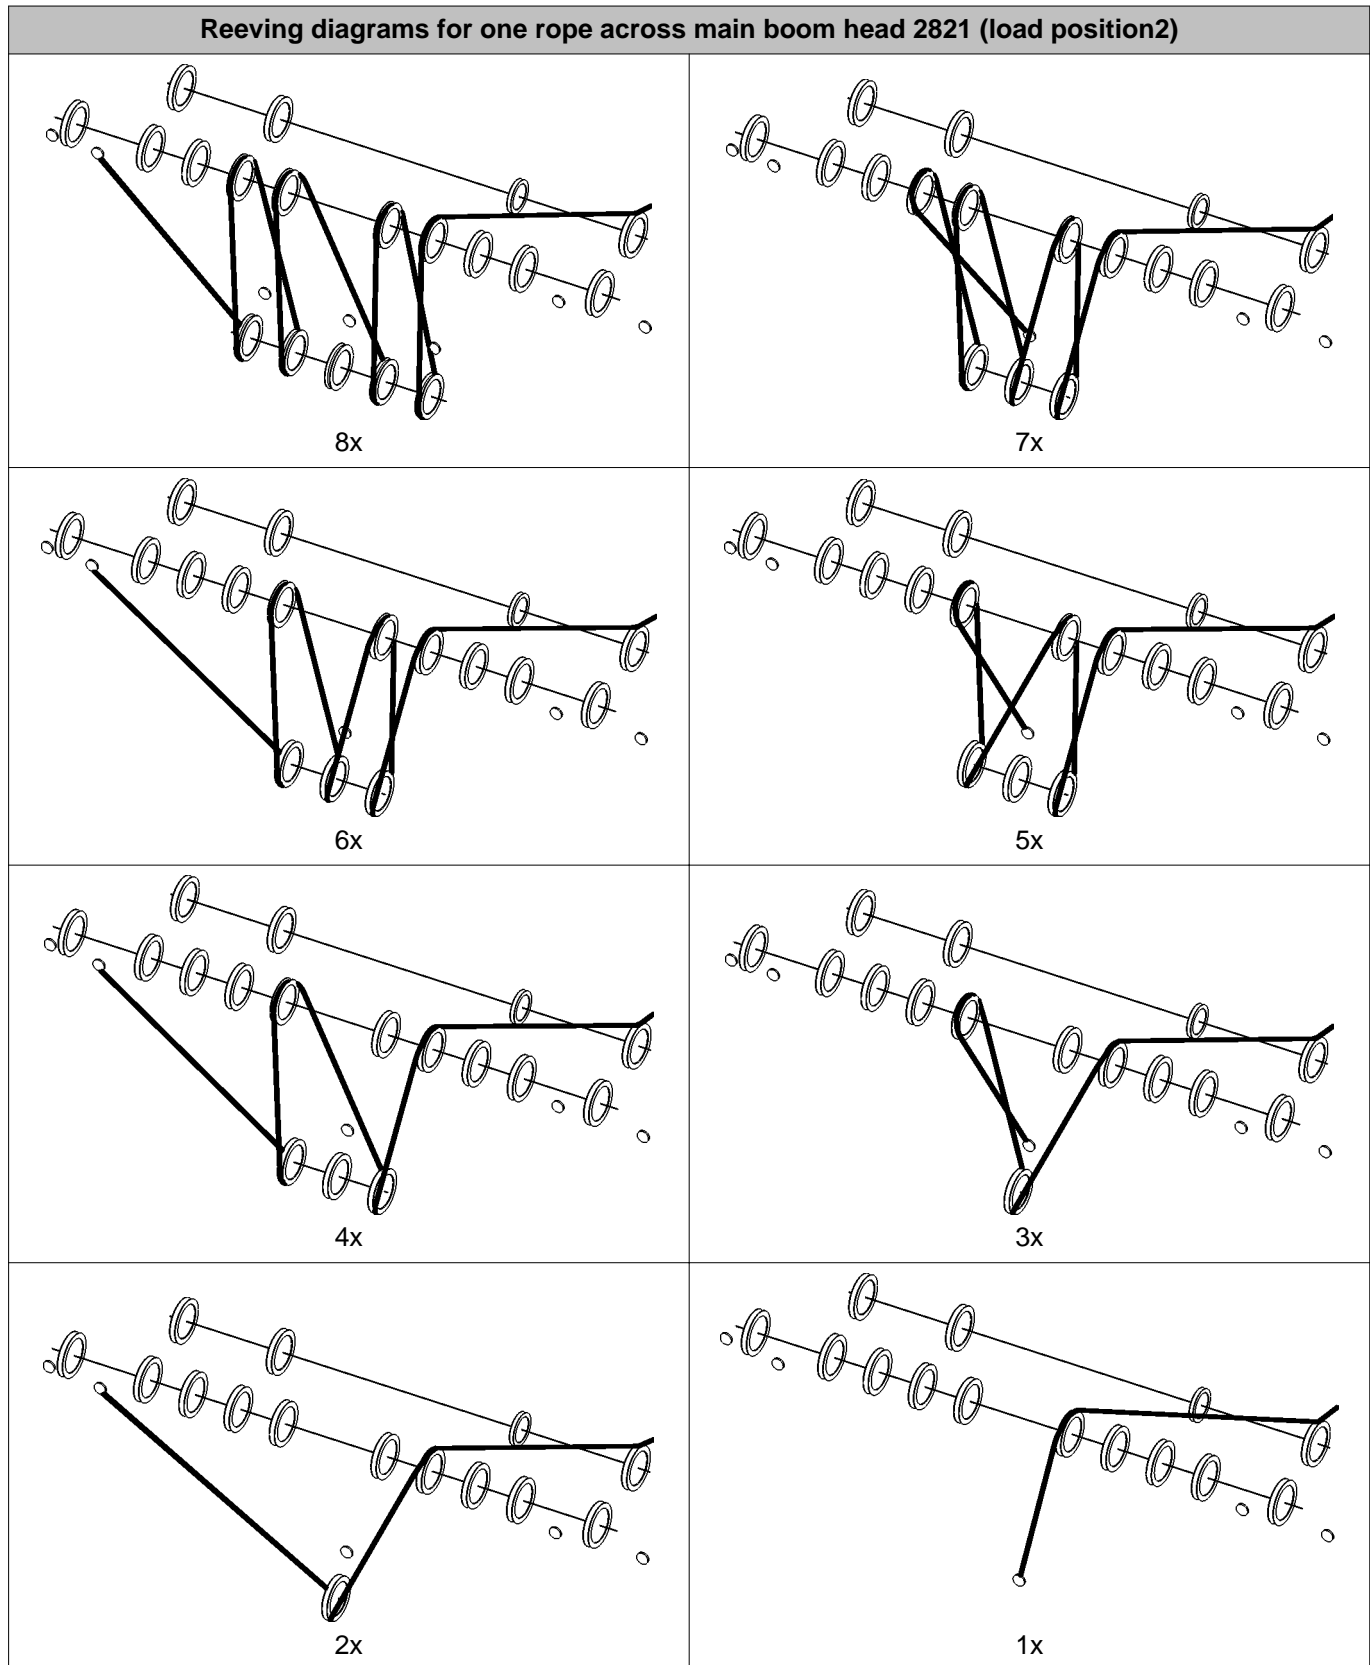 Reeving diagrams for one rope across main boom head 2821 (load position2)
8x
7x
6x
5x
4x
3x
2x
1x